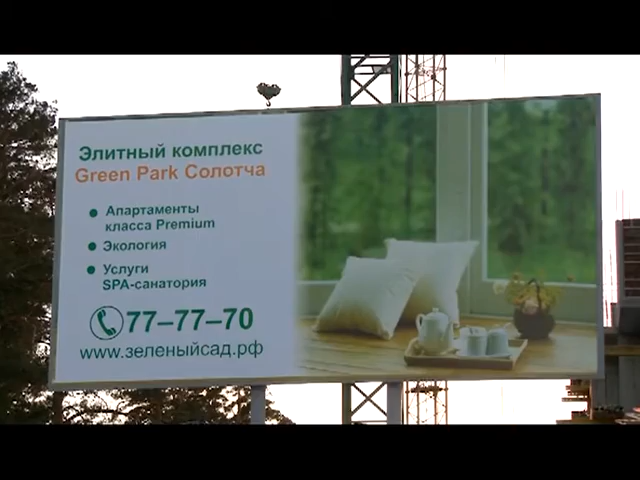 Элитный комплекс
Green Park Солотча
Апартаменты
класса Premium
Экология
Услуги
SPA-санатория
77–77–70
www.зеленыйсад.рф